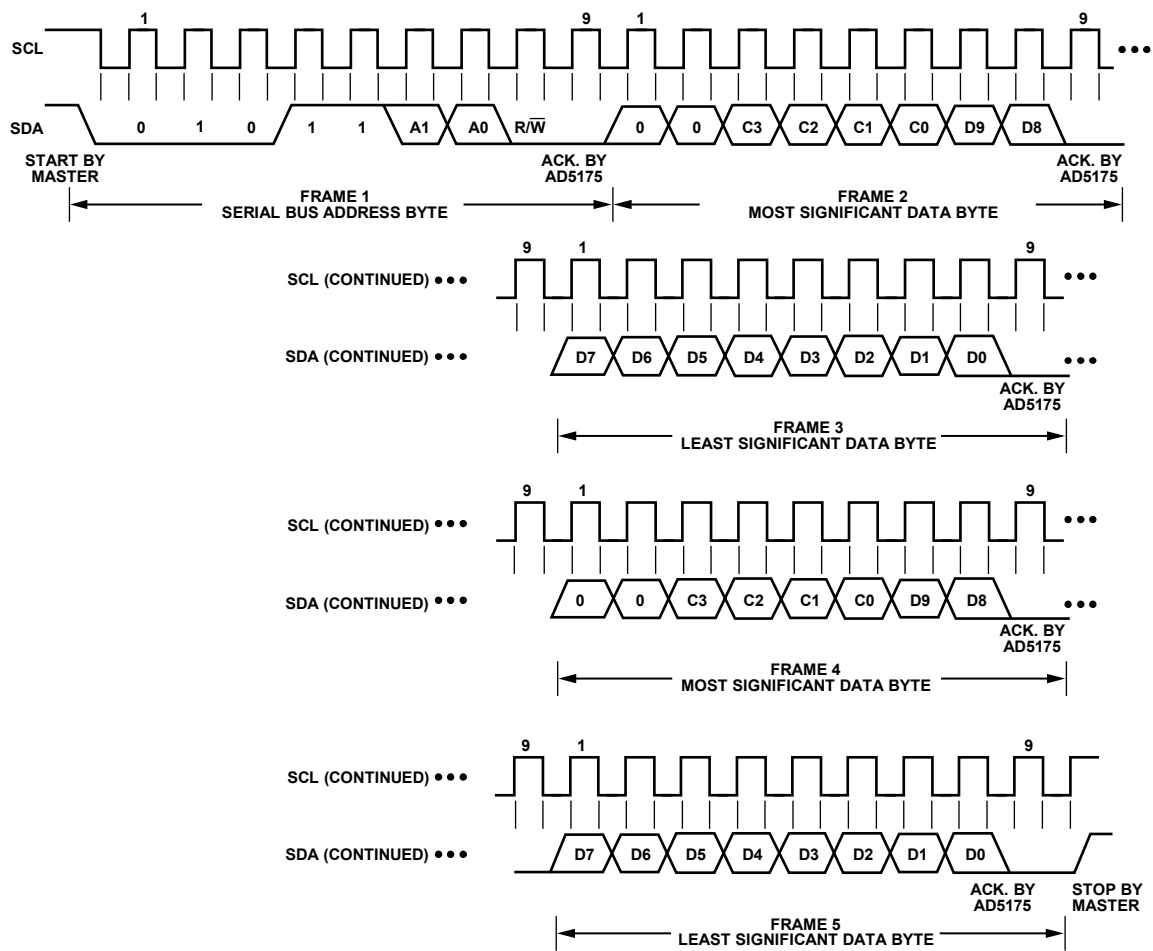 1 9 1 9
SCL
SDA 0 1 0 1 1 A1 A0 R/W̅ 0 0 C3 C2 C1 C0 D9 D8
START BY MASTER
ACK. BY AD5175
ACK. BY AD5175
FRAME 1
SERIAL BUS ADDRESS BYTE
FRAME 2
MOST SIGNIFICANT DATA BYTE
9 1 9
SCL (CONTINUED)
SDA (CONTINUED) D7 D6 D5 D4 D3 D2 D1 D0
ACK. BY
AD5175
FRAME 3
LEAST SIGNIFICANT DATA BYTE
9 1 9
SCL (CONTINUED)
SDA (CONTINUED) 0 0 C3 C2 C1 C0 D9 D8
ACK. BY
AD5175
FRAME 4
MOST SIGNIFICANT DATA BYTE
9 1 9
SCL (CONTINUED)
SDA (CONTINUED) D7 D6 D5 D4 D3 D2 D1 D0
ACK. BY
AD5175
STOP BY
MASTER
FRAME 5
LEAST SIGNIFICANT DATA BYTE